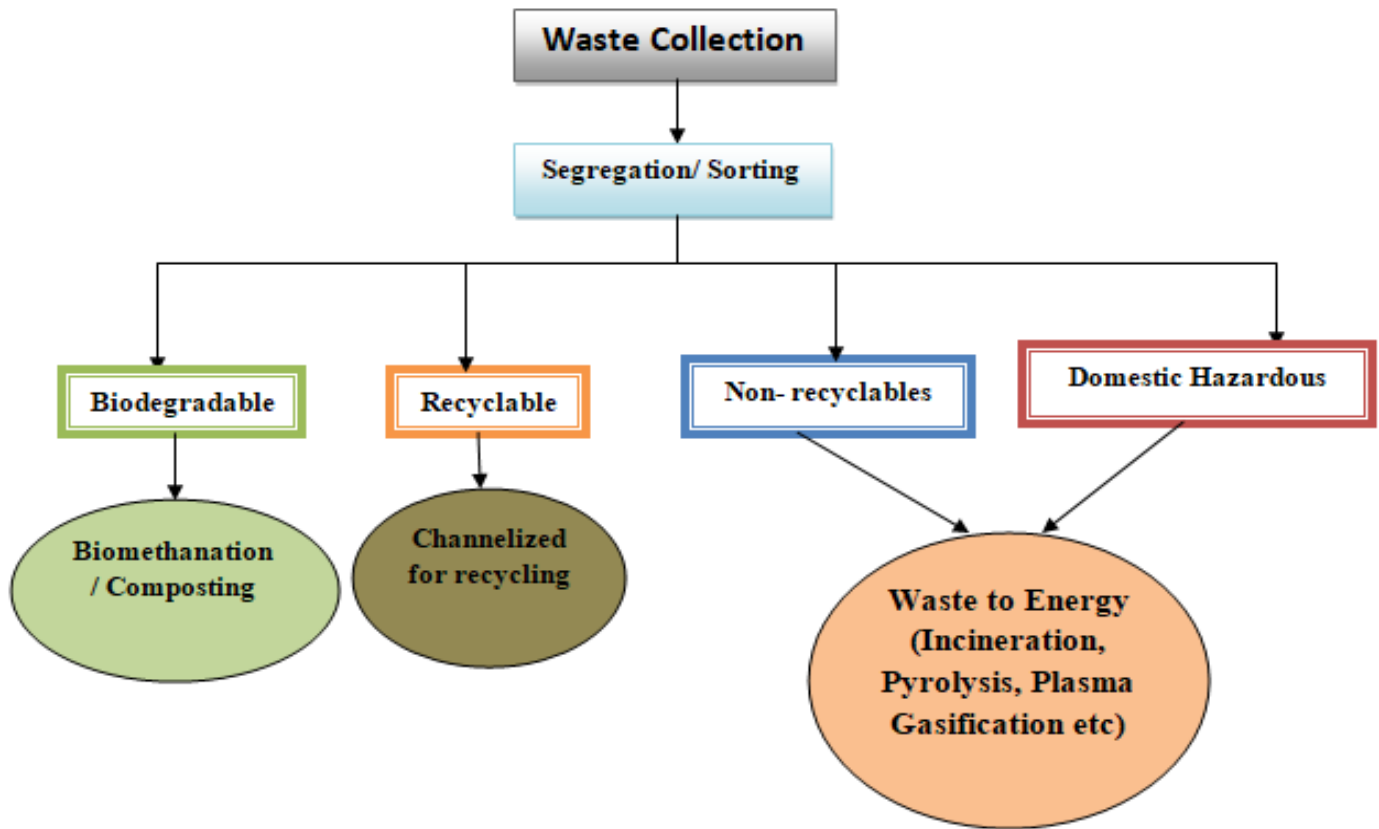 Waste Collection
Segregation/ Sorting
Biodegradable
Recyclable
Non- recyclables
Domestic Hazardous
Biomethanation
/ Composting
Channelized
for recycling
Waste to Energy
(Incineration,
Pyrolysis, Plasma
Gasification etc)